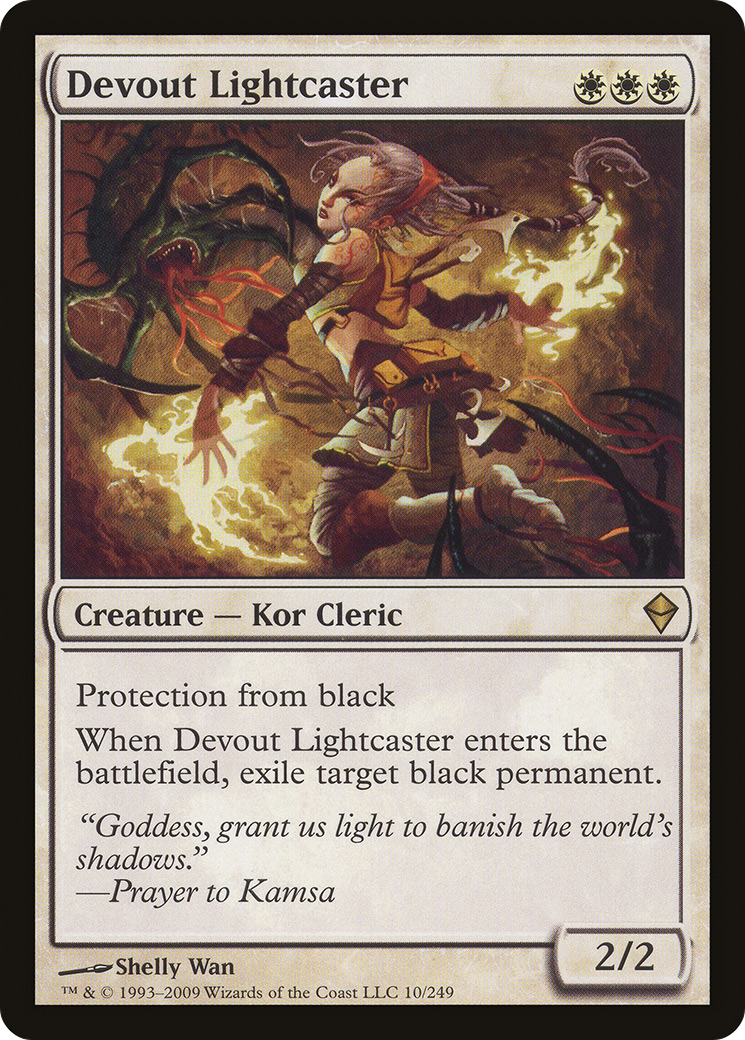 Devout Lightcaster
Creature — Kor Cleric
Protection from black
When Devout Lightcaster enters the
battlefield, exile target black permanent.
“Goddess, grant us light to banish the world’s
shadows.”
—Prayer to Kamsa
2/2
Shelly Wan
™ & © 1993–2009 Wizards of the Coast LLC 10/249